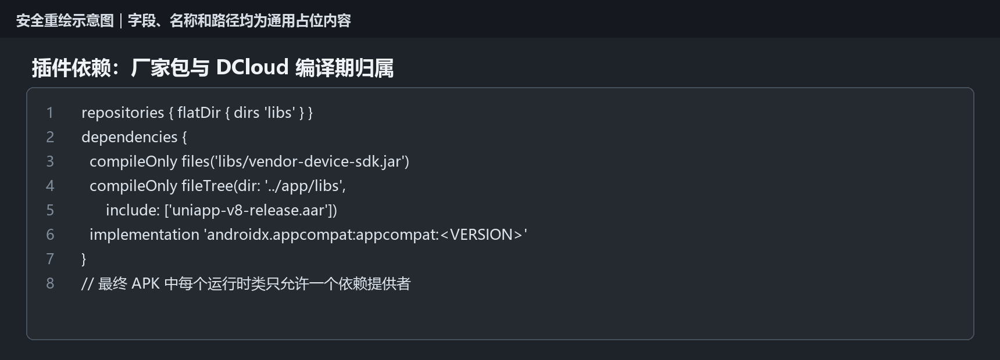 安全重绘示意图｜字段、名称和路径均为通用占位内容
插件依赖：厂家包与 DCloud 编译期归属
1 repositories { flatDir { dirs 'libs' } }
2 dependencies {
3 compileOnly files('libs/vendor-device-sdk.jar')
4 compileOnly fileTree(dir: '../app/libs',
5 include: ['uniapp-v8-release.aar'])
6 implementation 'androidx.appcompat:appcompat:<VERSION>'
7 }
8 // 最终 APK 中每个运行时类只允许一个依赖提供者